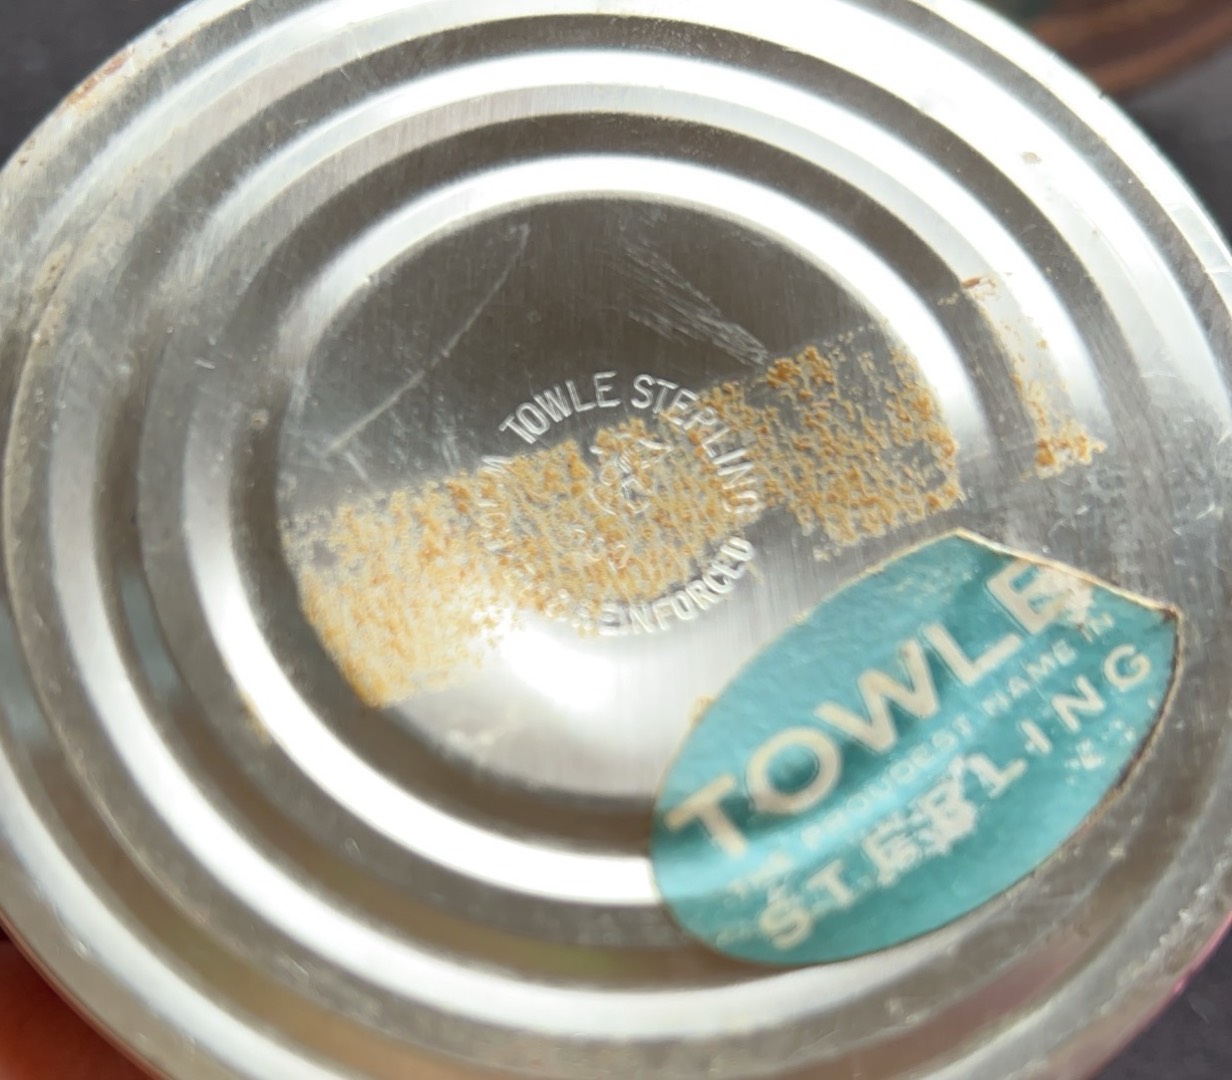 TOWLE STERLING
REINFORCED
TOWLE
THE PROUDEST NAME IN
STERLING